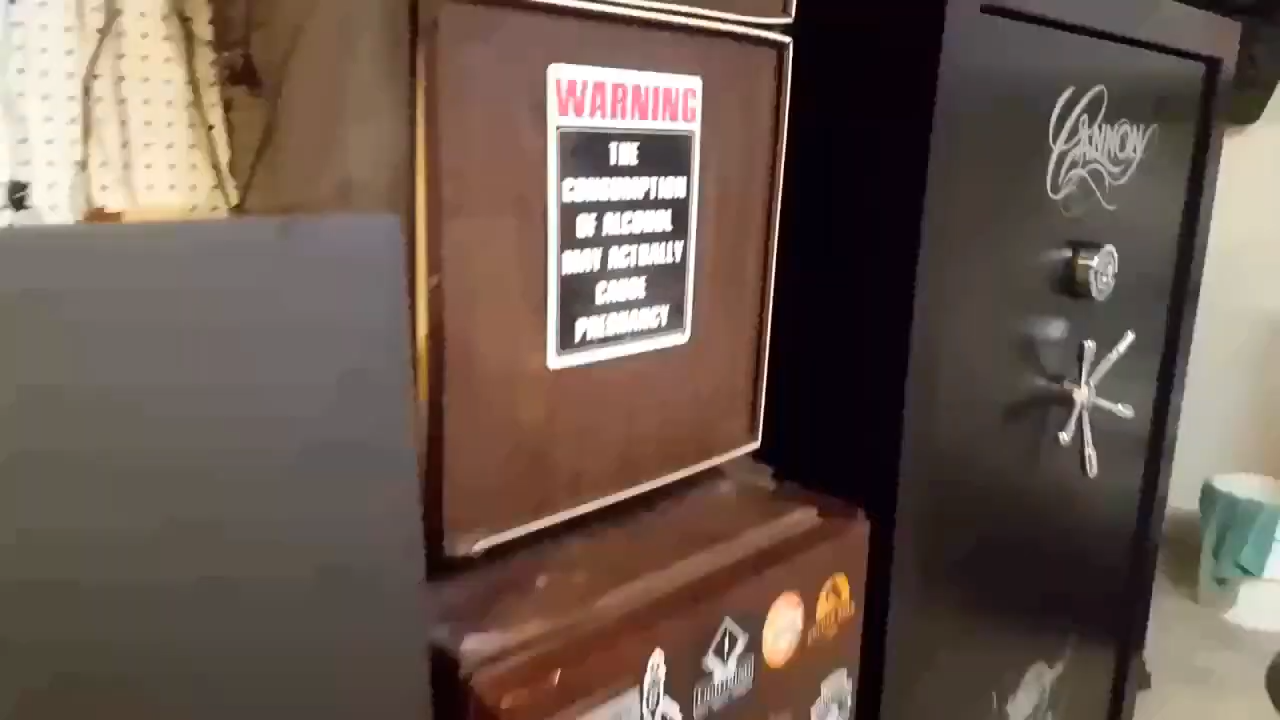 WARNING
THE
CONSUMPTION
OF ALCOHOL
MAY ACTUALLY
CAUSE
PREGNANCY
CANNON